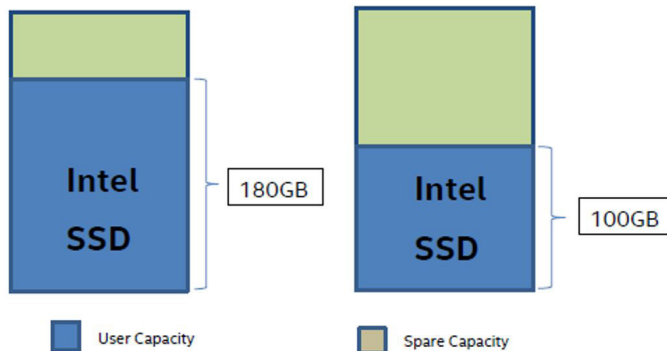 Intel
SSD
180GB
Intel
SSD
100GB
User Capacity
Spare Capacity